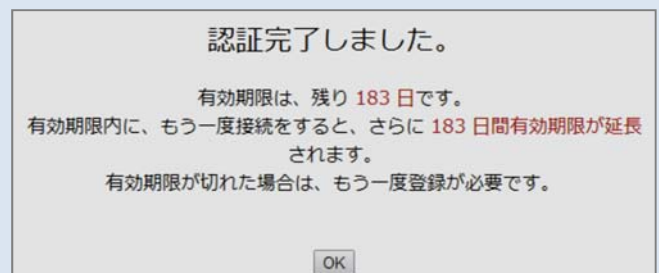 認証完了しました。
有効期限は、残り 183 日です。
有効期限内に、もう一度接続をすると、さらに 183 日間有効期限が延長
されます。
有効期限が切れた場合は、もう一度登録が必要です。
OK